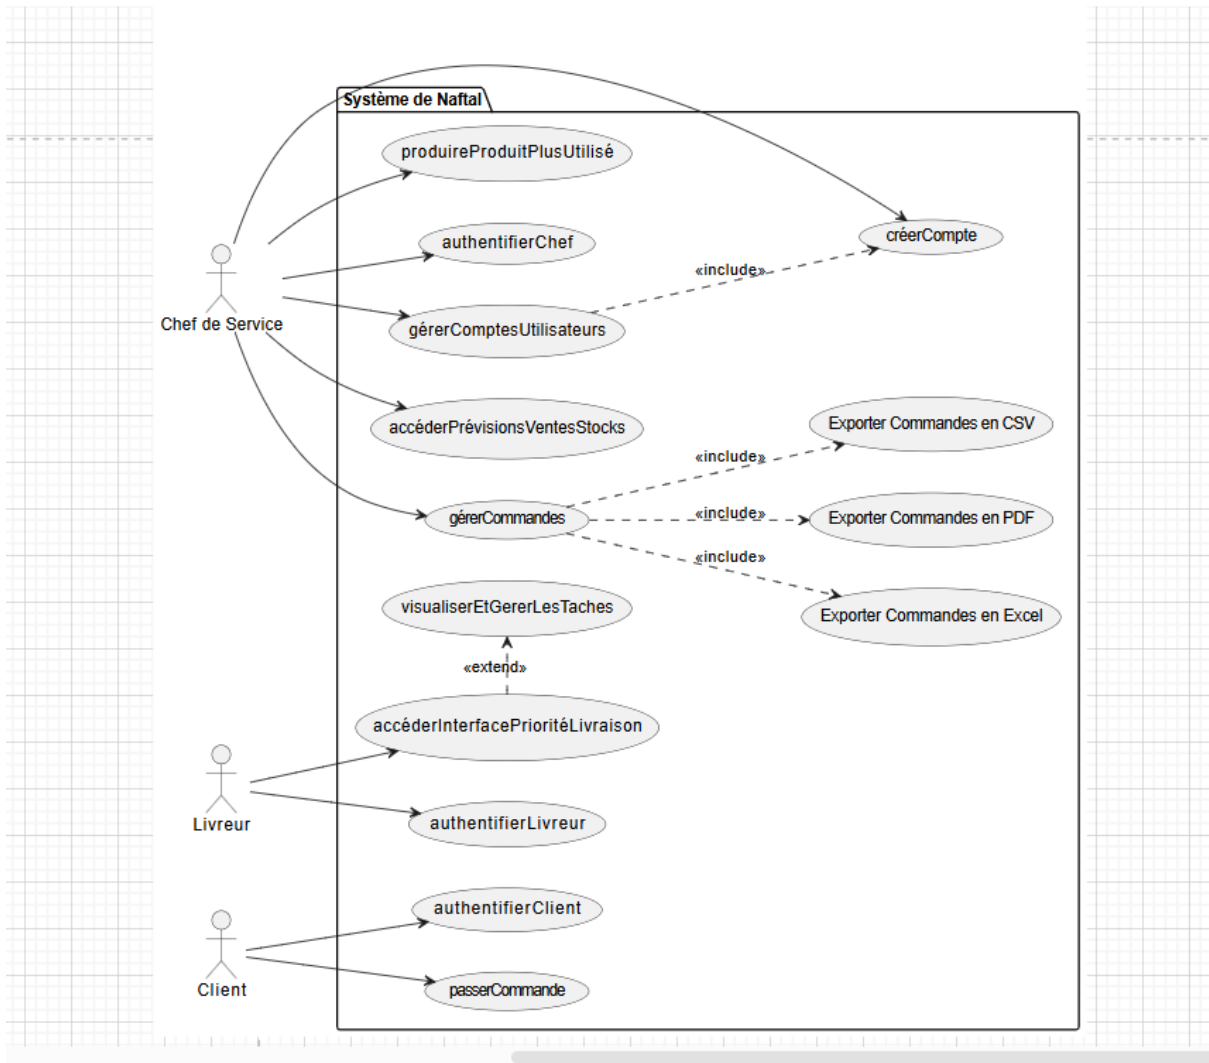 Système de Naftal
produireProduitPlusUtilisé
authentifierChef
créerCompte
«include»
Chef de Service
gérerComptesUtilisateurs
accéderPrévisionsVentesStocks
Exporter Commandes en CSV
«include»
gérerCommandes
«include»
Exporter Commandes en PDF
«include»
visualiserEtGererLesTaches
Exporter Commandes en Excel
«extend»
accéderInterfacePrioritéLivraison
Livreur
authentifierLivreur
authentifierClient
Client
passerCommande